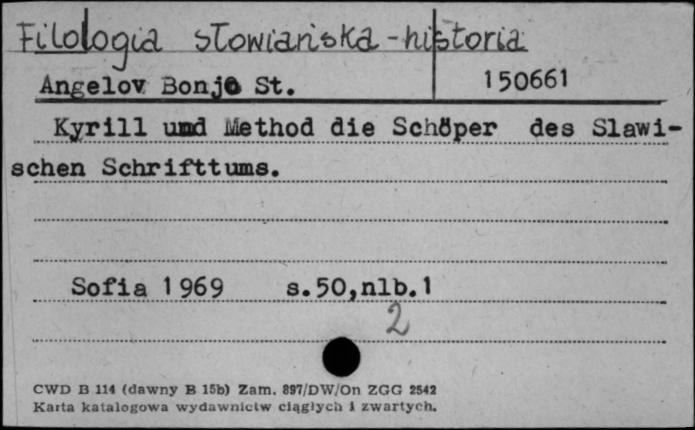 Filologia słowiańska - historia
Angelov Bonjo St. 150661
Kyrill und Method die Schöper des Slawi-
schen Schrifttums.
Sofia 1969 s.50,nlb.1
2
CWD B 114 (dawny B 15b) Zam. 897/DW/On ZGG 2542
Karta katalogowa wydawnictw ciągłych i zwartych.